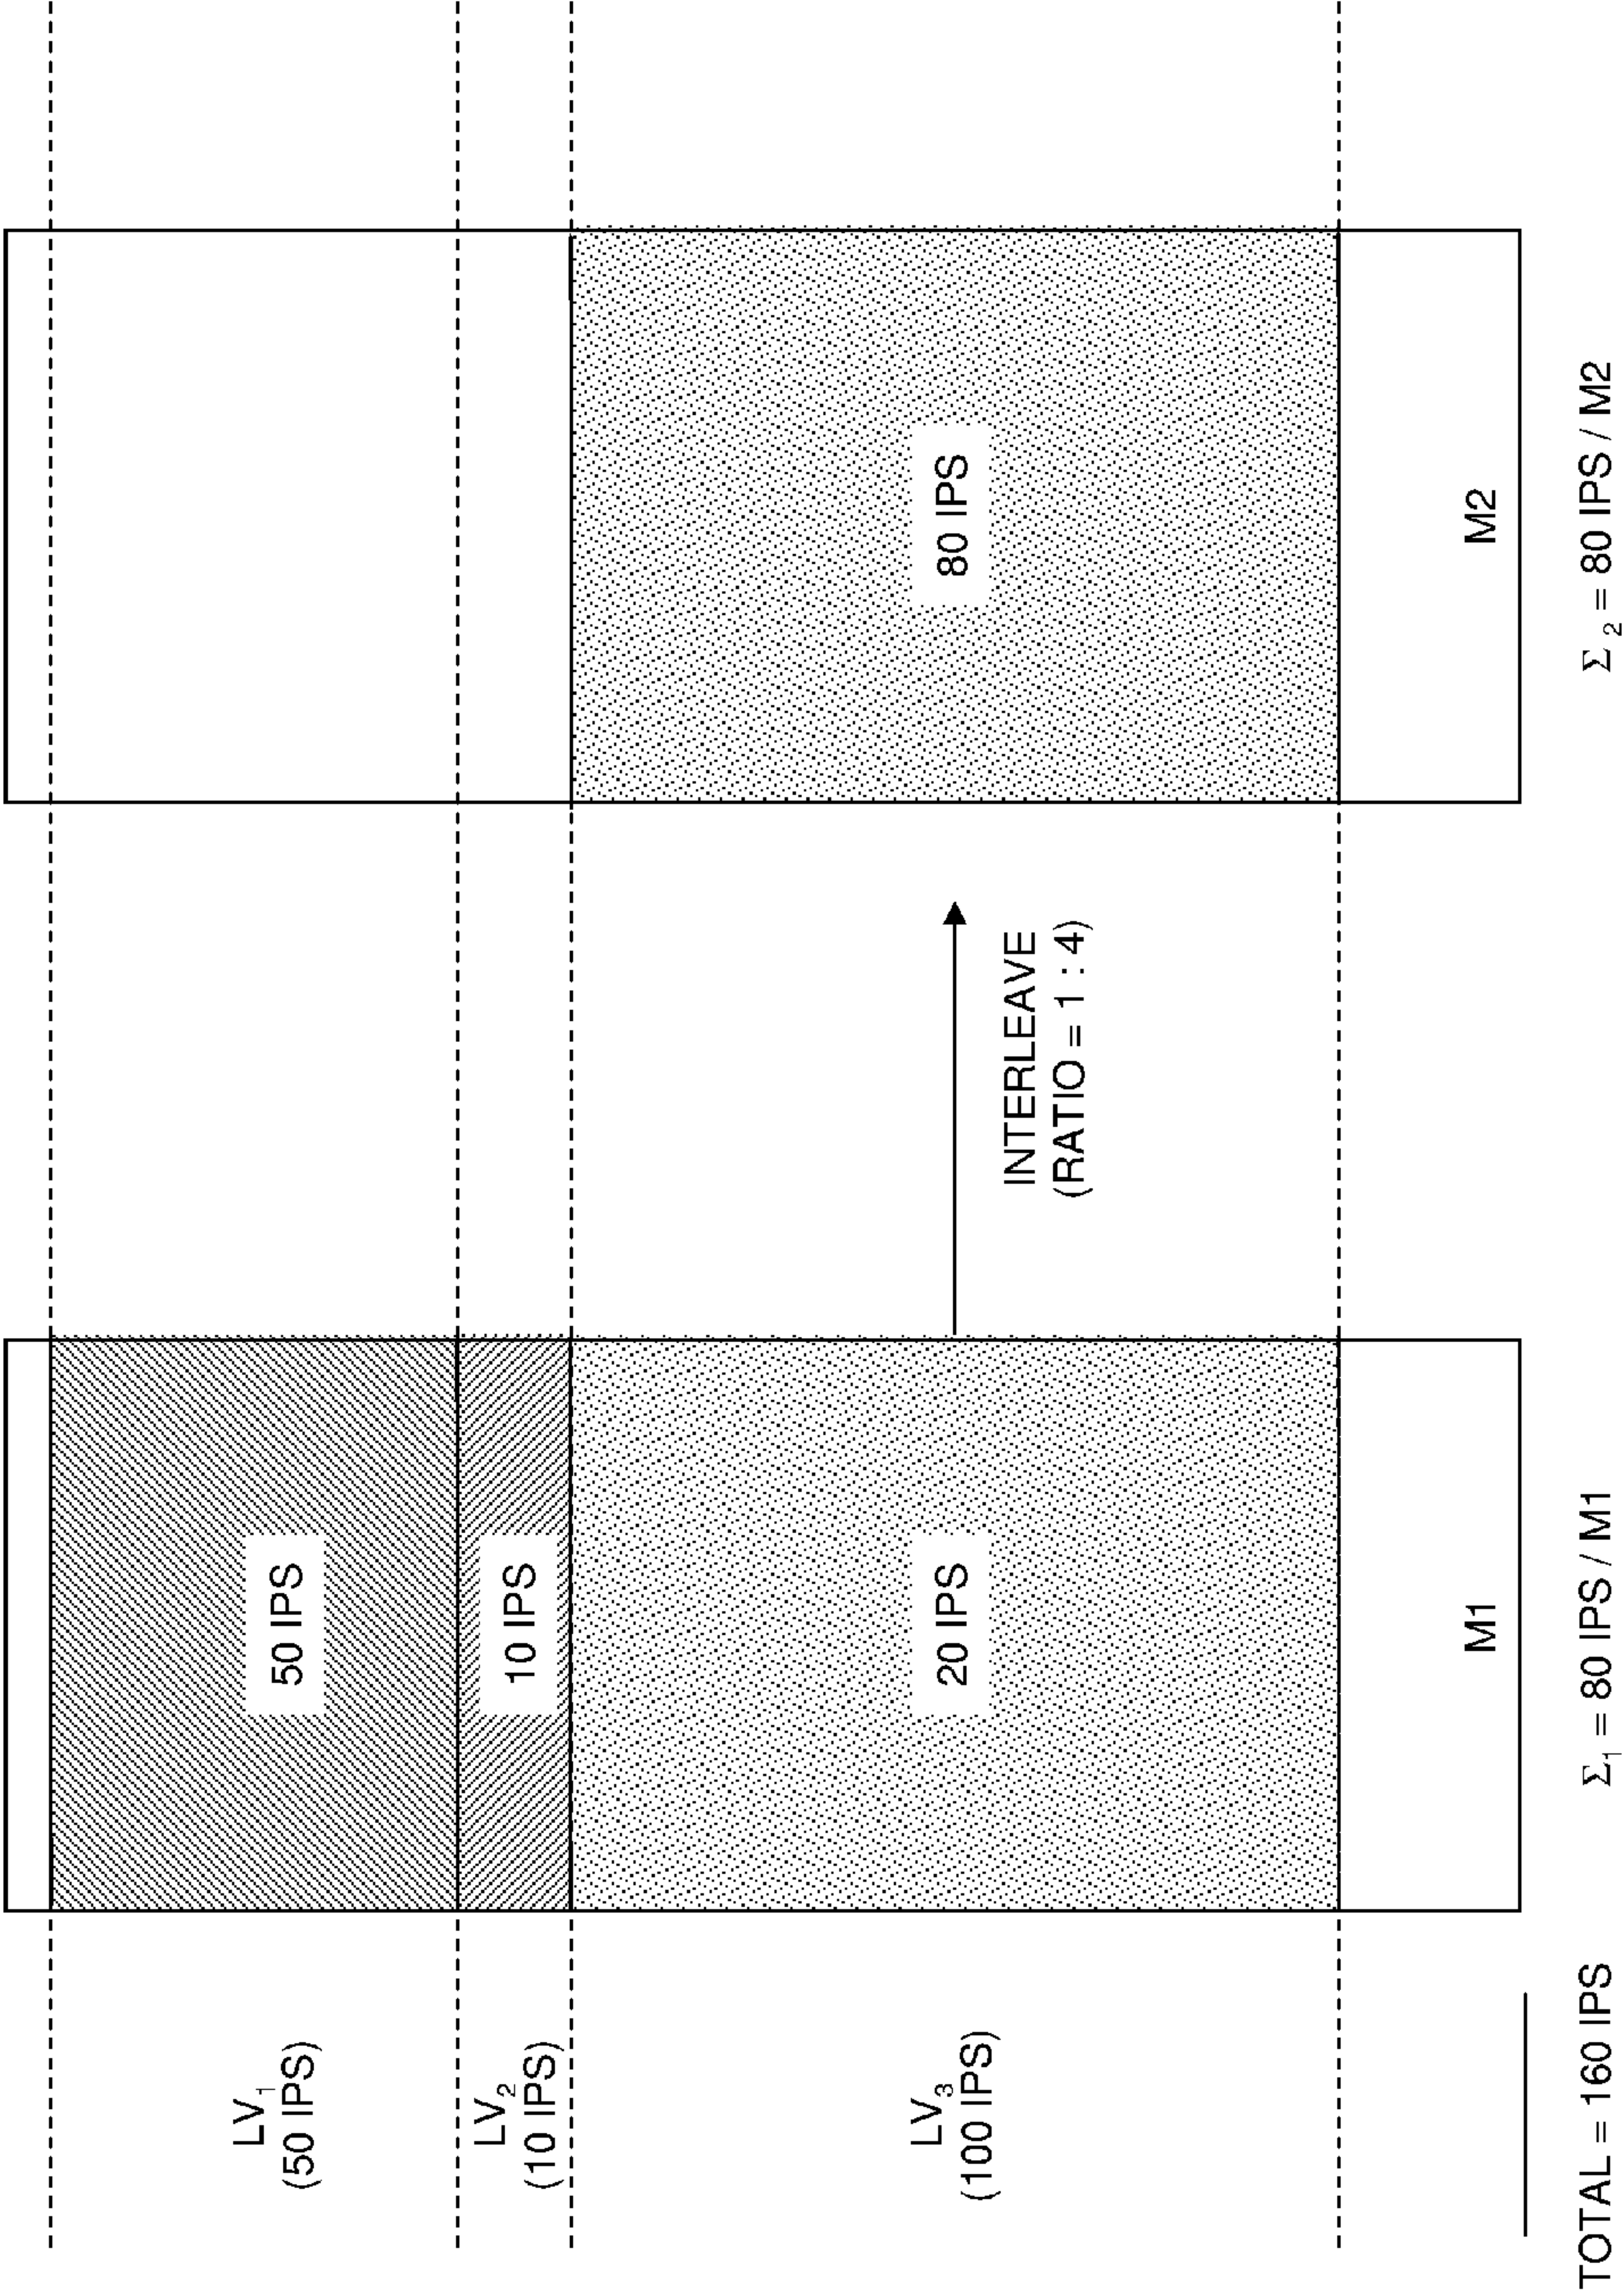 LV1
(50 IPS)
LV2
(10 IPS)
LV3
(100 IPS)
TOTAL = 160 IPS
50 IPS
10 IPS
20 IPS
M1
Σ1 = 80 IPS / M1
INTERLEAVE
(RATIO = 1 : 4)
80 IPS
M2
Σ2 = 80 IPS / M2